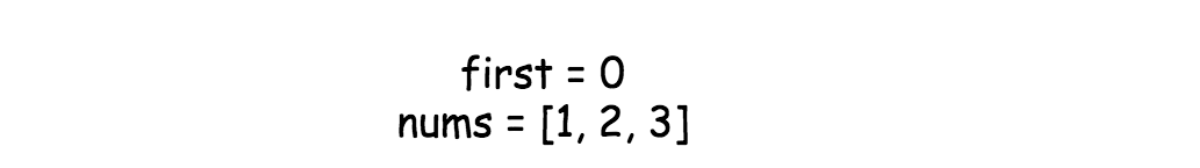 first = 0
nums = [1, 2, 3]